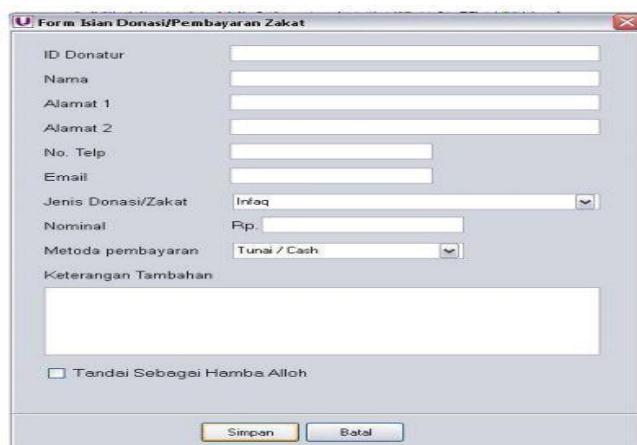 Form Isian Donasi/Pembayaran Zakat
ID Donatur
Nama
Alamat 1
Alamat 2
No. Telp
Email
Jenis Donasi/Zakat Infaq
Nominal Rp.
Metoda pembayaran Tunai / Cash
Keterangan Tambahan
Tandai Sebagai Hamba Alloh
Simpan Batal